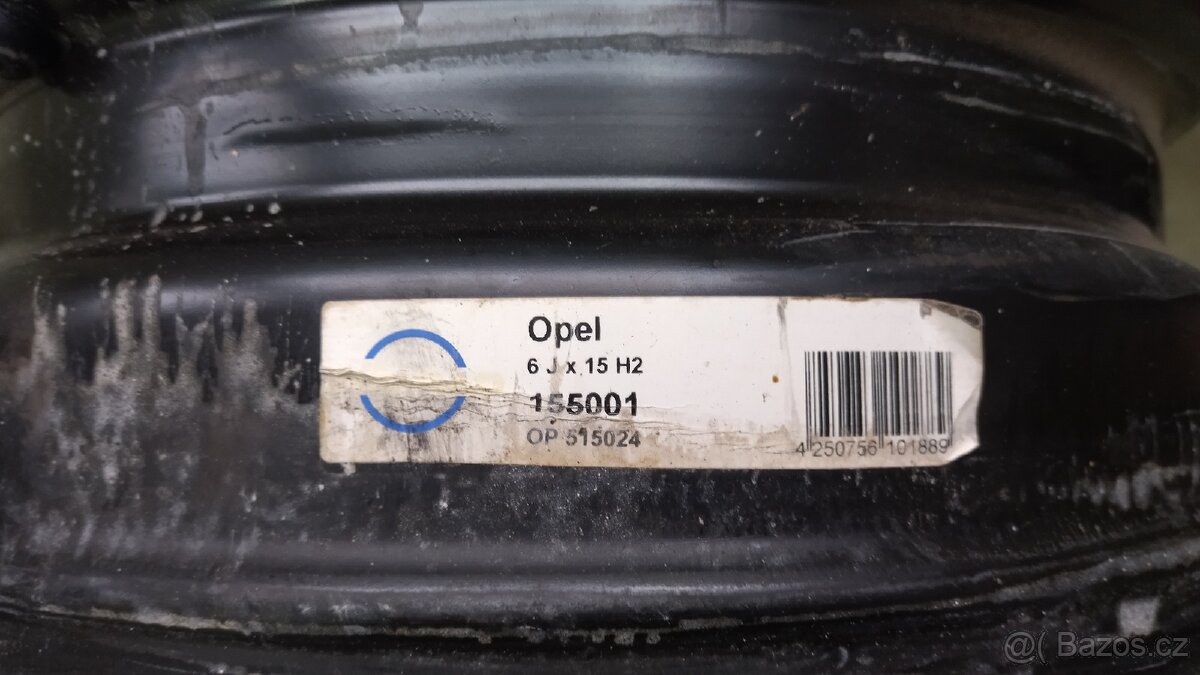 Opel
6 J x 15 H2
155001
OP 515024
4 250756 101889
@( Bazos.cz